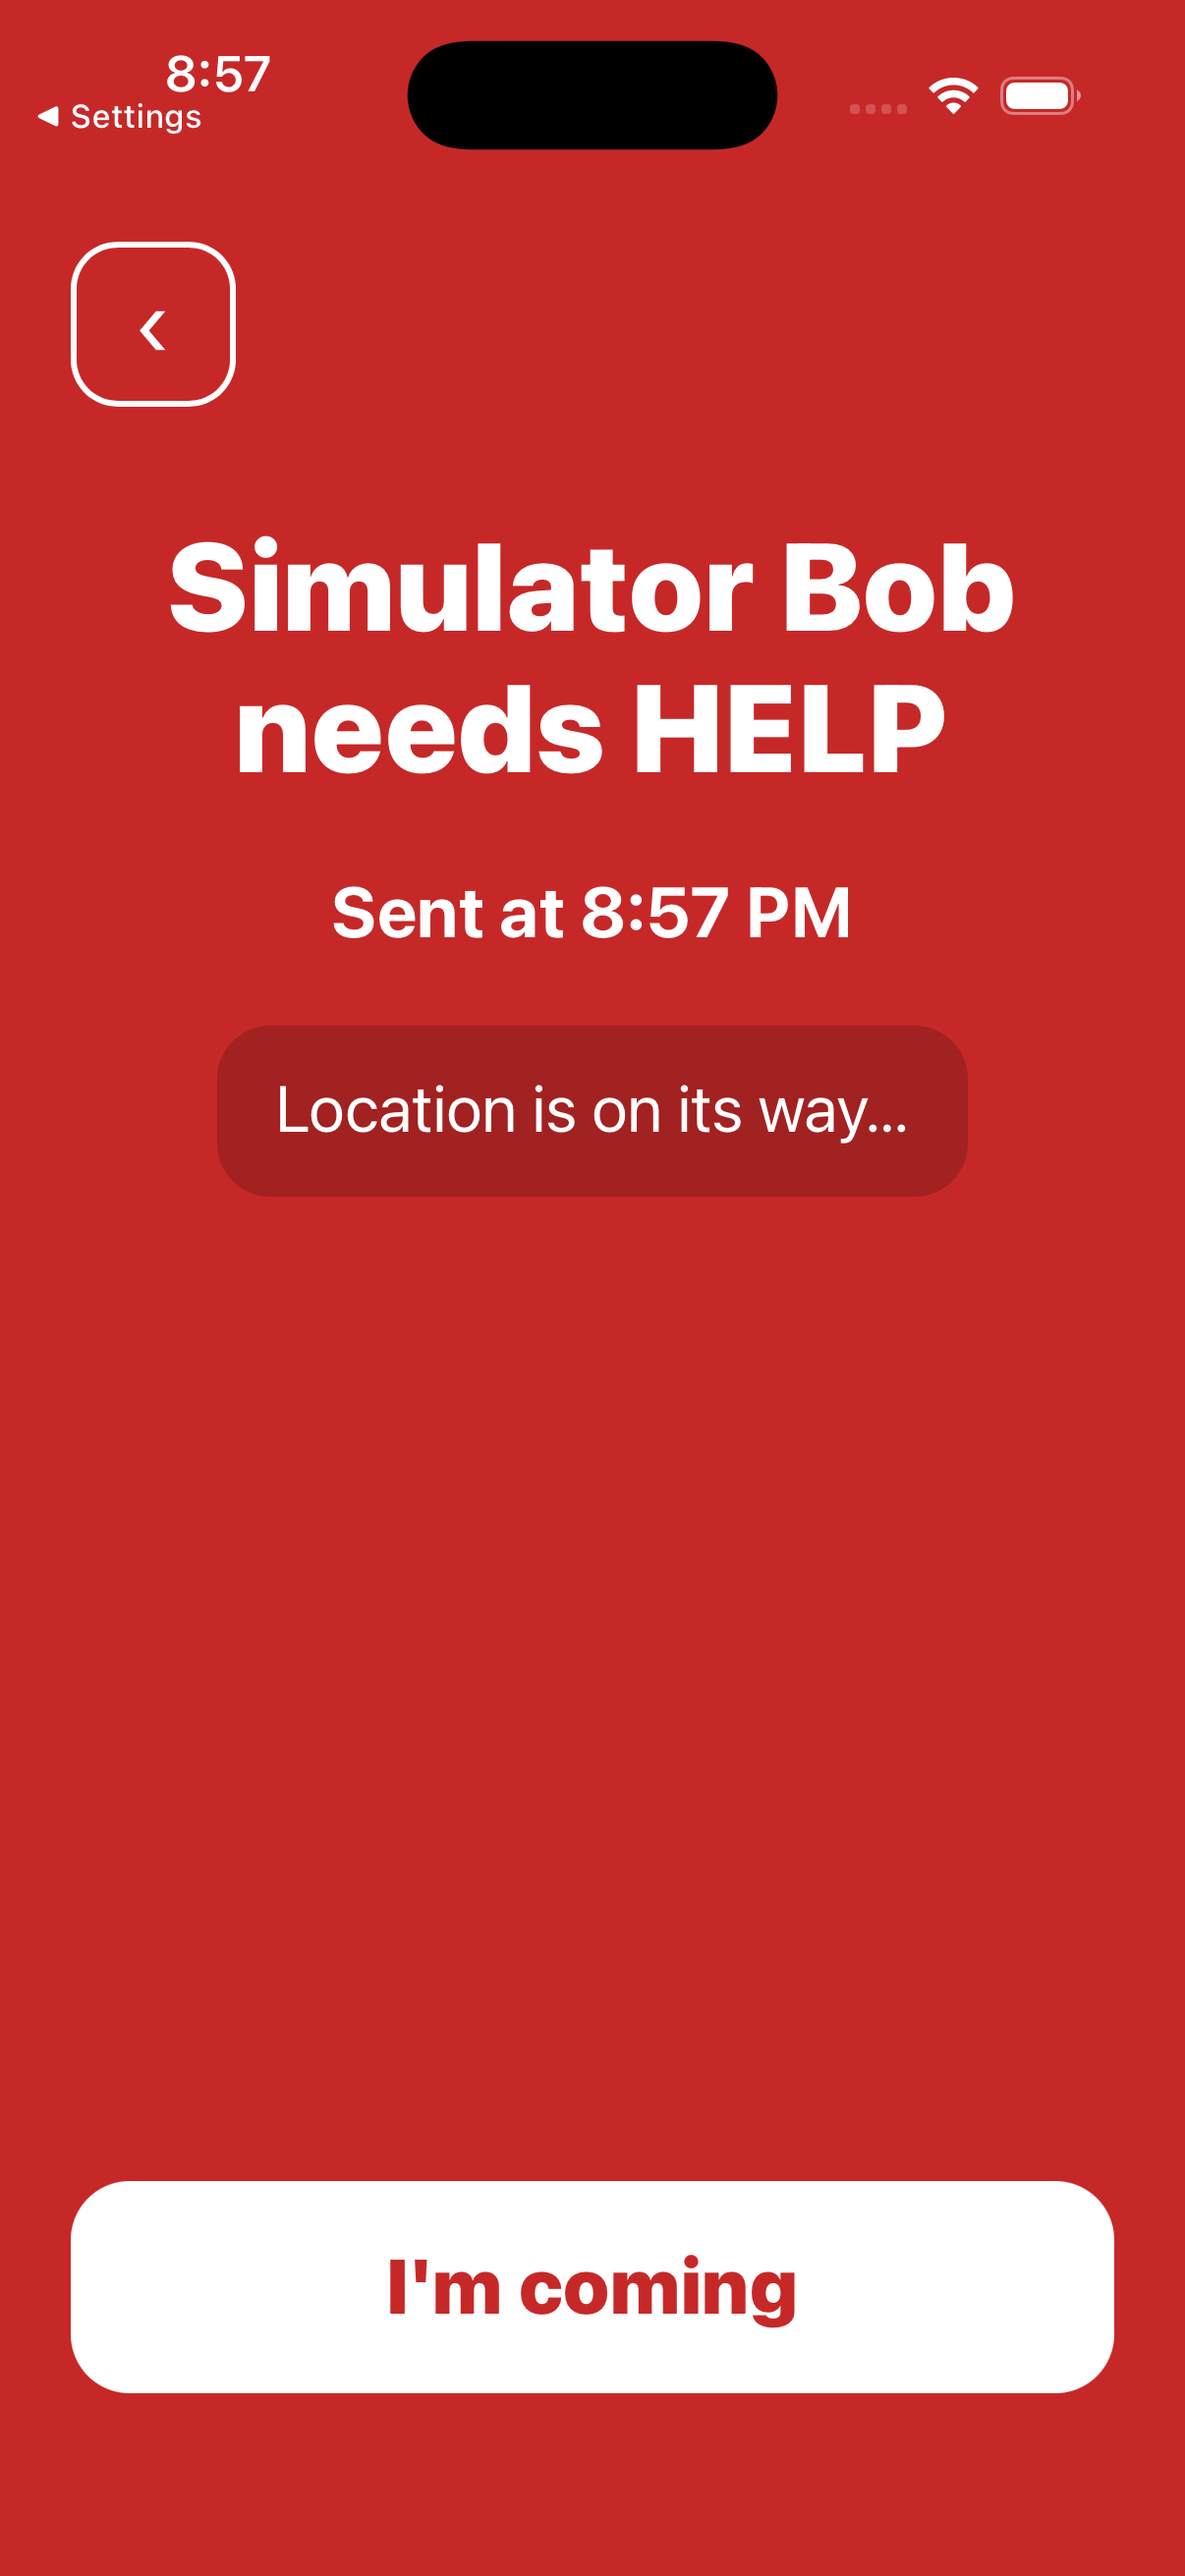 8:57
◀ Settings
‹
Simulator Bob
needs HELP
Sent at 8:57 PM
Location is on its way...
I'm coming